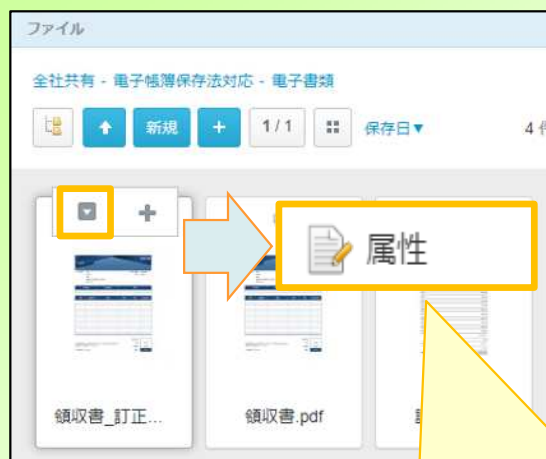 ファイル
全社共有 - 電子帳簿保存法対応 - 電子書類
新規 1/1 保存日▼ 4
属性
領収書_訂正... 領収書.pdf